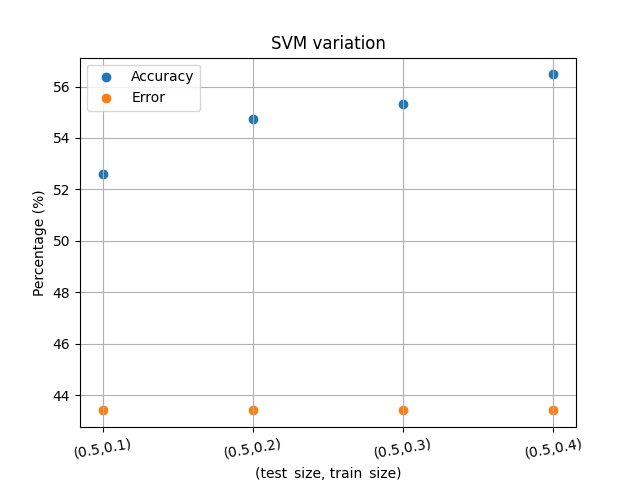 SVM variation
Accuracy
Error
Percentage (%)
56
54
52
50
48
46
44
(0.5,0.1)
(0.5,0.2)
(0.5,0.3)
(0.5,0.4)
(test_size, train_size)